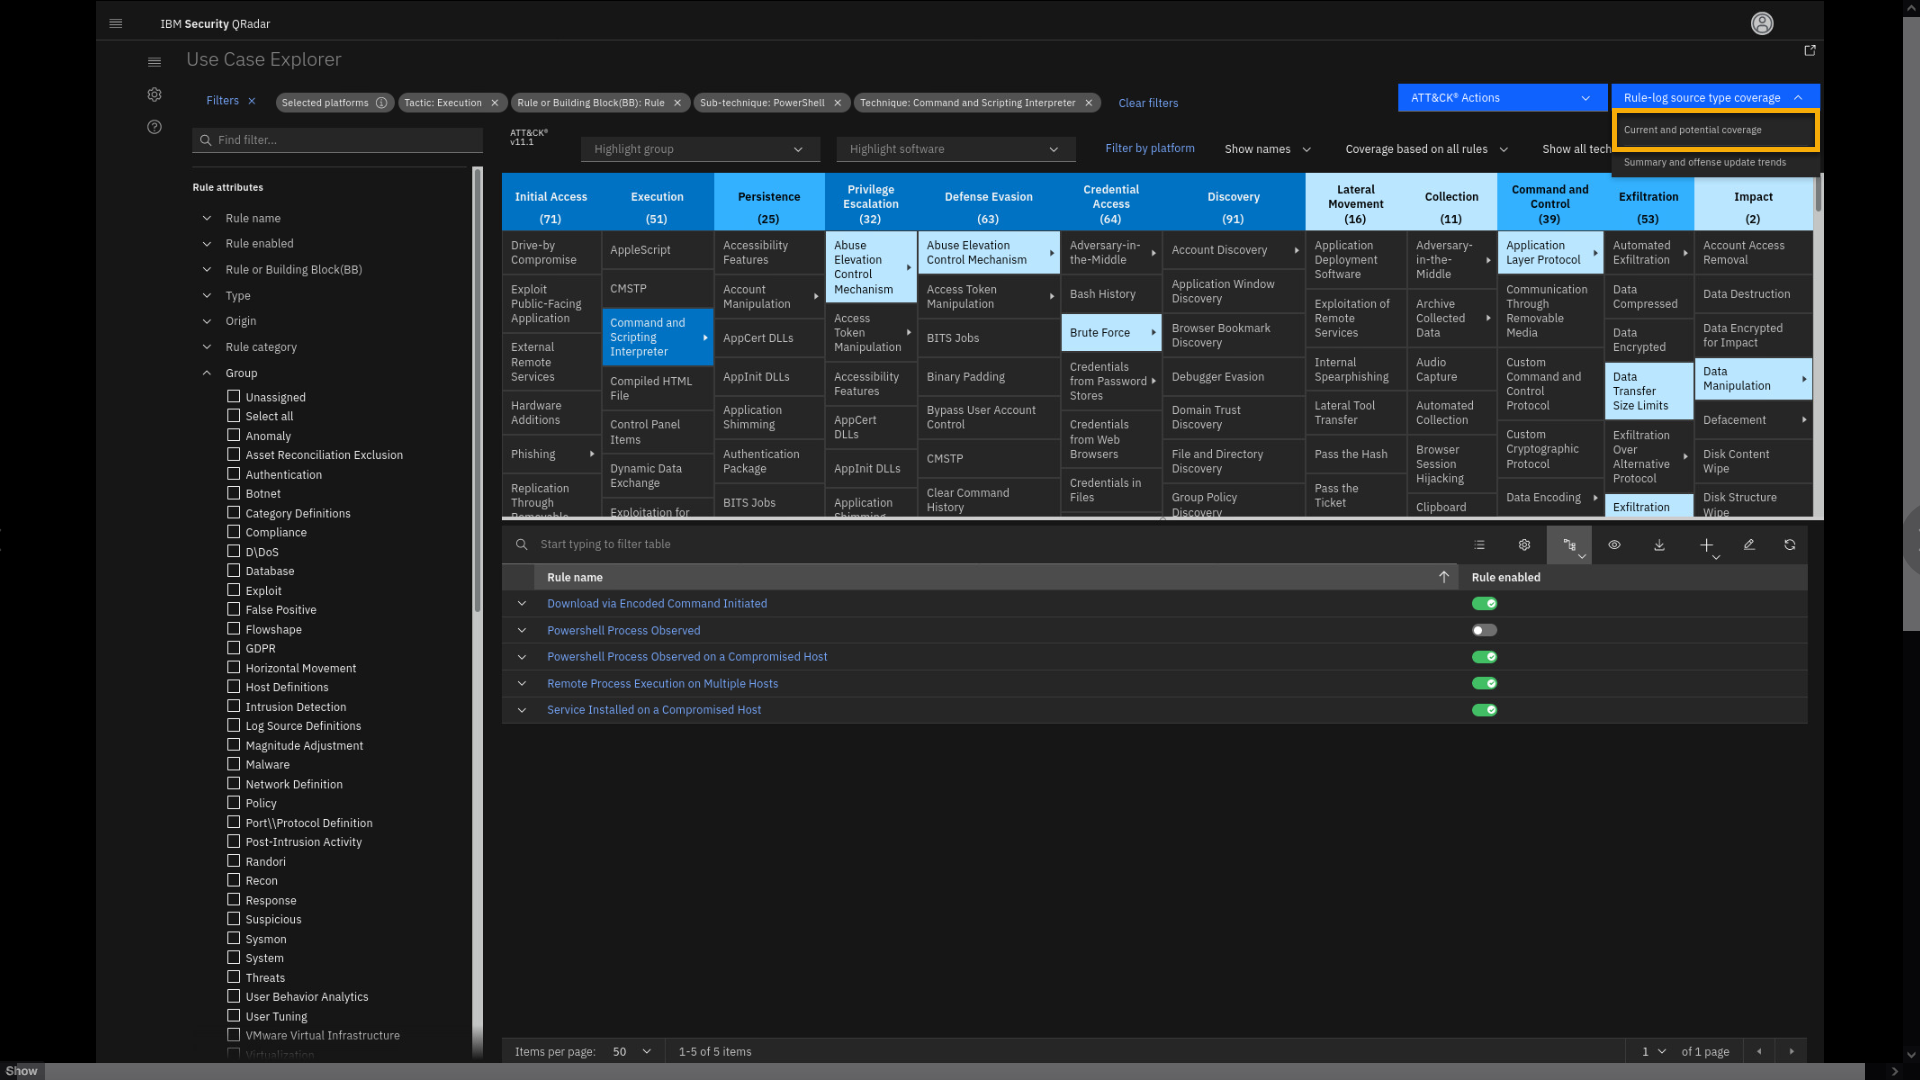 IBM Security QRadar
Use Case Explorer
Filters
Selected platforms
Tactic: Execution
Rule or Building Block(BB): Rule
Sub-technique: PowerShell
Technique: Command and Scripting Interpreter
Clear filters
ATT&CK® Actions
Rule-log source type coverage
Current and potential coverage
Summary and offense update trends
Find filter...
ATT&CK®
v11.1
Highlight group
Highlight software
Filter by platform
Show names
Coverage based on all rules
Show all tech
Rule attributes
Rule name
Rule enabled
Rule or Building Block(BB)
Type
Origin
Rule category
Group
Unassigned
Select all
Anomaly
Asset Reconciliation Exclusion
Authentication
Botnet
Category Definitions
Compliance
D\DoS
Database
Exploit
False Positive
Flowshape
GDPR
Horizontal Movement
Host Definitions
Intrusion Detection
Log Source Definitions
Magnitude Adjustment
Malware
Network Definition
Policy
Port\\Protocol Definition
Post-Intrusion Activity
Randori
Recon
Response
Suspicious
Sysmon
System
Threats
User Behavior Analytics
User Tuning
VMware Virtual Infrastructure
Virtualization
Initial Access
(71)
Drive-by
Compromise
Exploit
Public-Facing
Application
External
Remote
Services
Hardware
Additions
Phishing
Replication
Through
Removable
Execution
(51)
AppleScript
CMSTP
Command and
Scripting
Interpreter
Compiled HTML
File
Control Panel
Items
Dynamic Data
Exchange
Exploitation for
Persistence
(25)
Accessibility
Features
Account
Manipulation
AppCert DLLs
AppInit DLLs
Application
Shimming
Authentication
Package
BITS Jobs
Privilege
Escalation
(32)
Abuse
Elevation
Control
Mechanism
Access
Token
Manipulation
Accessibility
Features
AppCert
DLLs
AppInit DLLs
Application
Shimming
Defense Evasion
(63)
Abuse Elevation
Control Mechanism
Access Token
Manipulation
BITS Jobs
Binary Padding
Bypass User Account
Control
CMSTP
Clear Command
History
Credential
Access
(64)
Adversary-in-
the-Middle
Bash History
Brute Force
Credentials
from Password
Stores
Credentials
from Web
Browsers
Credentials in
Files
Discovery
(91)
Account Discovery
Application Window
Discovery
Browser Bookmark
Discovery
Debugger Evasion
Domain Trust
Discovery
File and Directory
Discovery
Group Policy
Discovery
Lateral
Movement
(16)
Application
Deployment
Software
Exploitation of
Remote
Services
Internal
Spearphishing
Lateral Tool
Transfer
Pass the Hash
Pass the
Ticket
Collection
(11)
Adversary-
in-the-
Middle
Archive
Collected
Data
Audio
Capture
Automated
Collection
Browser
Session
Hijacking
Clipboard
Command and
Control
(39)
Application
Layer Protocol
Communication
Through
Removable
Media
Custom
Command and
Control
Protocol
Custom
Cryptographic
Protocol
Data Encoding
Exfiltration
(53)
Automated
Exfiltration
Data
Compressed
Data
Encrypted
Data
Transfer
Size Limits
Exfiltration
Over
Alternative
Protocol
Exfiltration
Impact
(2)
Account Access
Removal
Data Destruction
Data Encrypted
for Impact
Data
Manipulation
Defacement
Disk Content
Wipe
Disk Structure
Wipe
Start typing to filter table
Rule name
Rule enabled
Download via Encoded Command Initiated
Powershell Process Observed
Powershell Process Observed on a Compromised Host
Remote Process Execution on Multiple Hosts
Service Installed on a Compromised Host
Items per page: 50
1-5 of 5 items
1
of 1 page
Show